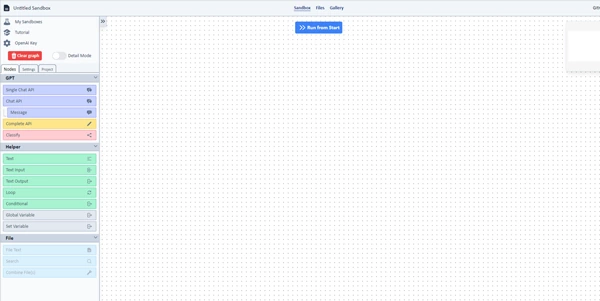 Untitled Sandbox
Sandbox Files Gallery
My Sandboxes
Tutorial
OpenAI Key
Clear graph
Detail Mode
Run from Start
Nodes Settings Project
GPT
Single Chat API
Chat API
Message
Complete API
Classify
Helper
Text
Text Input
Text Output
Loop
Conditional
Global Variable
Set Variable
File
File Text
Search
Combine File(s)